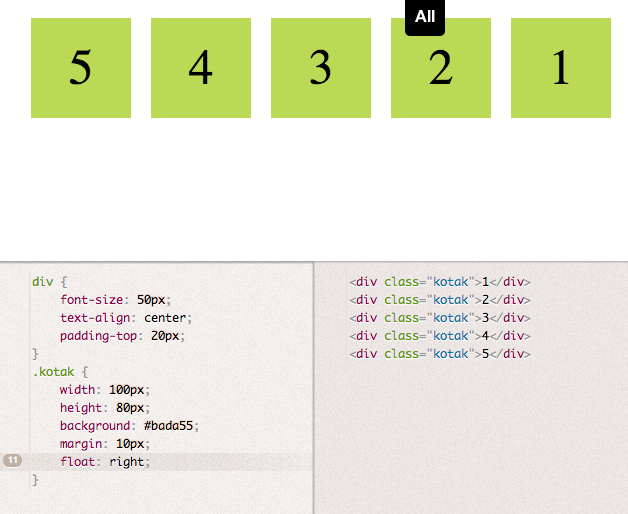 All
5 4 3 2 1
div {
    font-size: 50px;
    text-align: center;
    padding-top: 20px;
}
.kotak {
    width: 100px;
    height: 80px;
    background: #bada55;
    margin: 10px;
11    float: right;
}
<div class="kotak">1</div>
<div class="kotak">2</div>
<div class="kotak">3</div>
<div class="kotak">4</div>
<div class="kotak">5</div>